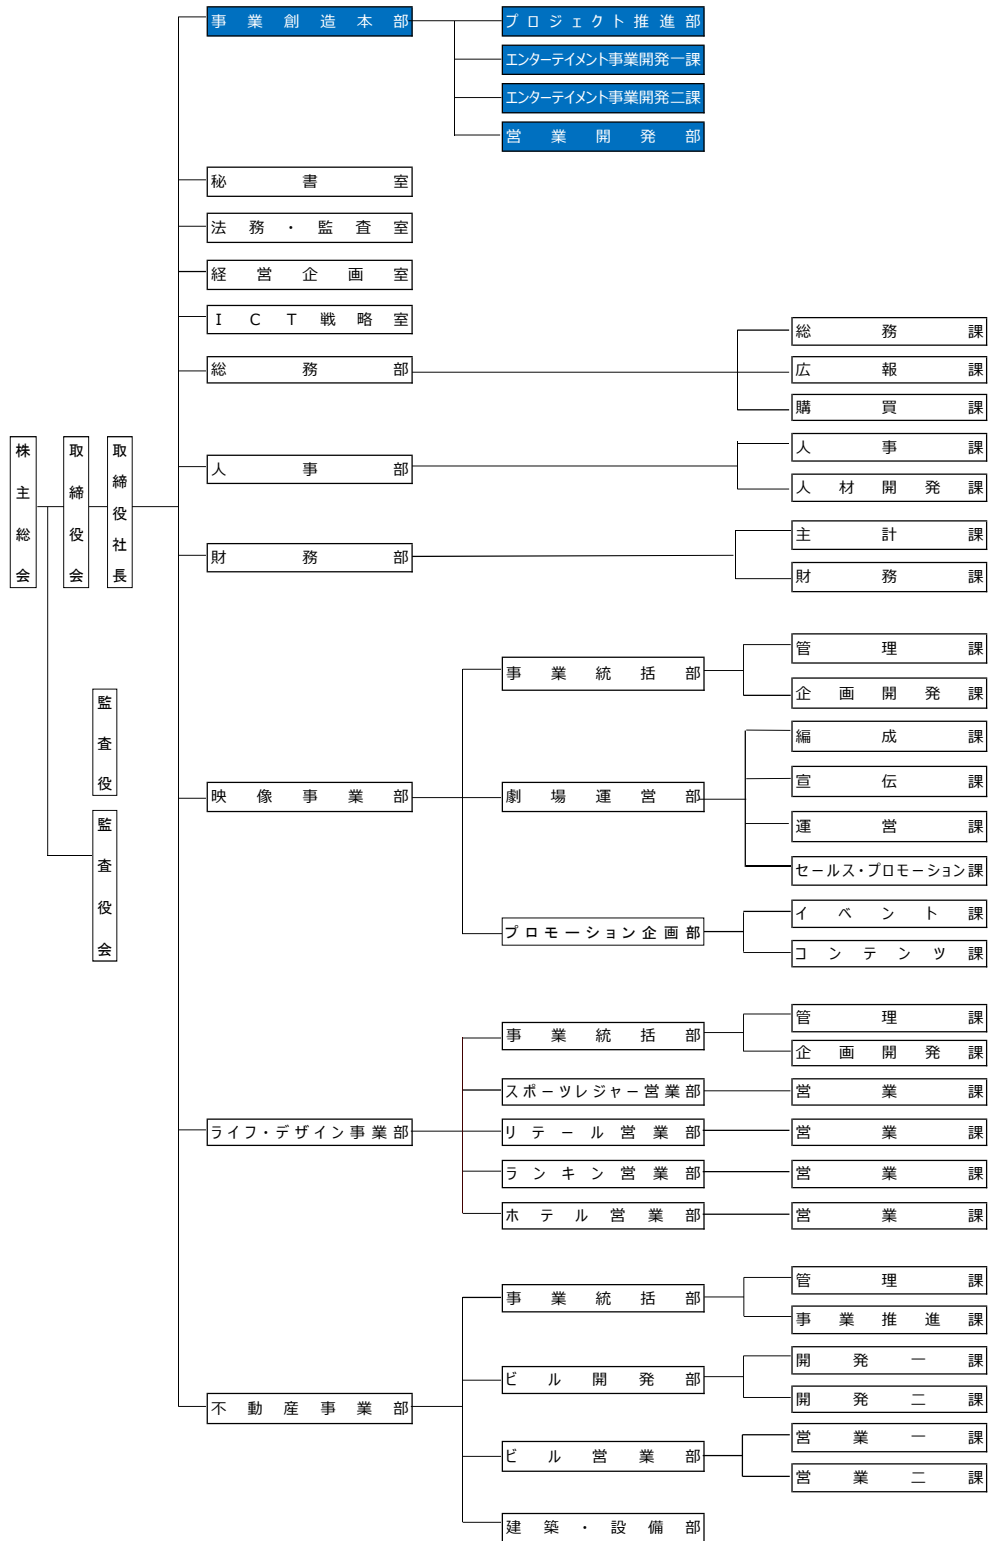 株主総会
取締役会
取締役社長
監査役
監査役会
事業創造本部
プロジェクト推進部
エンターテイメント事業開発一課
エンターテイメント事業開発二課
営業開発部
秘書室
法務・監査室
経営企画室
ICT戦略室
総務部
総務課
広報課
購買課
人事部
人事課
人材開発課
財務部
主計課
財務課
映像事業部
事業統括部
管理課
企画開発課
劇場運営部
編成課
宣伝課
運営課
セールス・プロモーション課
プロモーション企画部
イベント課
コンテンツ課
ライフ・デザイン事業部
事業統括部
管理課
企画開発課
スポーツレジャー営業部
営業課
リテール営業部
営業課
ランキン営業部
営業課
ホテル営業部
営業課
不動産事業部
事業統括部
管理課
事業推進課
ビル開発部
開発一課
開発二課
ビル営業部
営業一課
営業二課
建築・設備部